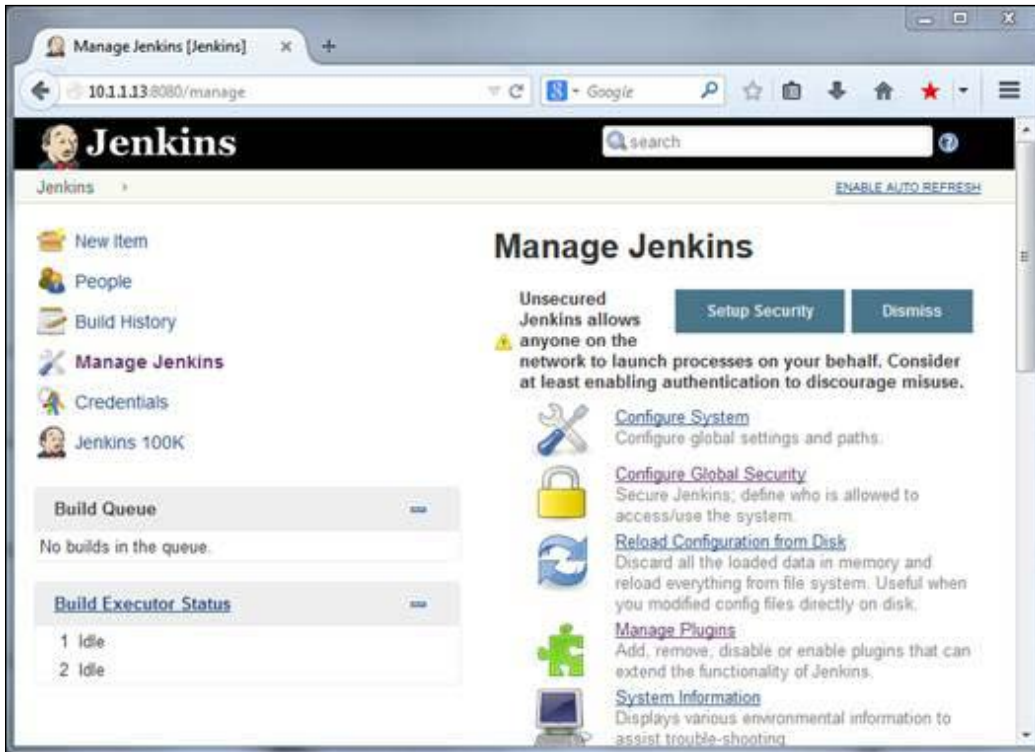 Manage Jenkins [Jenkins]
10.1.1.13:8080/manage
Google
Jenkins
search
Jenkins
ENABLE AUTO REFRESH
New Item
People
Build History
Manage Jenkins
Credentials
Jenkins 100K
Build Queue
No builds in the queue.
Build Executor Status
1 Idle
2 Idle
Manage Jenkins
Unsecured
Jenkins allows
anyone on the
network to launch processes on your behalf. Consider
at least enabling authentication to discourage misuse.
Setup Security
Dismiss
Configure System
Configure global settings and paths.
Configure Global Security
Secure Jenkins; define who is allowed to
access/use the system.
Reload Configuration from Disk
Discard all the loaded data in memory and
reload everything from file system. Useful when
you modified config files directly on disk.
Manage Plugins
Add, remove, disable or enable plugins that can
extend the functionality of Jenkins.
System Information
Displays various environmental information to
assist trouble-shooting.